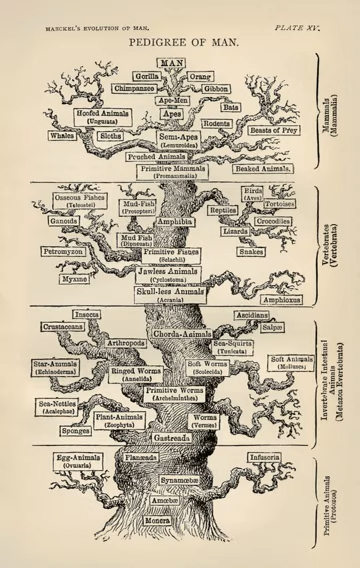 HAECKEL'S EVOLUTION OF MAN.
PLATE XV.
PEDIGREE OF MAN.
MAN
Gorilla
Orang
Chimpanzee
Gibbon
Ape-Men
Bats
Apes
Hoofed Animals
(Ungulata)
Rodents
Whales
Sloths
Semi-Apes
(Lemuroidea)
Beasts of Prey
Pouched Animals
Primitive Mammals
(Promammalia)
Beaked Animals.
Mammals
(Mammalia)
Osseous Fishes
(Teleostei)
Mud-Fish
(Protopteri)
Birds
(Aves)
Tortoises
Reptiles
Ganoids
Amphibia
Crocodiles
Lizards
Mud Fish
(Dipneusta)
Petromyzon
Primitive Fishes
(Selachii)
Snakes
Jawless Animals
(Cyclostoma)
Myxine
Skull-less Animals
(Acrania)
Amphioxus
Vertebrates
(Vertebrata)
Insects
Ascidians
Crustaceans
Salpæ
Chorda-Animals
Arthropods
Sea-Squirts
(Tunicata)
Star-Animals
(Echinoderma)
Ringed Worms
(Annelida)
Soft Worms
(Scolecida)
Soft Animals
(Molluscs)
Primitive Worms
(Archelminthes)
Sea-Nettles
(Acalephae)
Plant-Animals
(Zoophyta)
Worms
(Vermes)
Sponges
Gastreada
Invertebrate Intestinal
Animals
(Metazoa Evertebrata)
Egg-Animals
(Ovularia)
Planæada
Infusoria
Synamœbæ
Amœbæ
Monera
Primitive Animals
(Protozoa)